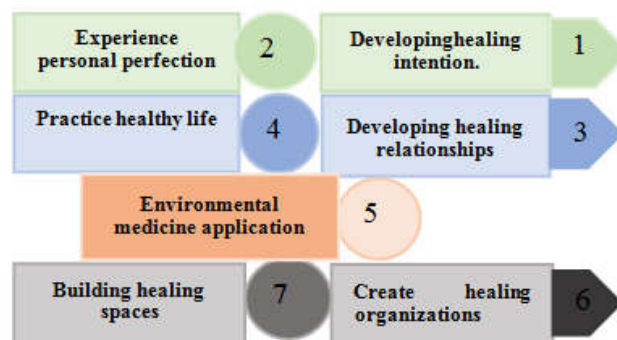 Experience
personal perfection
2
Developinghealing
intention.
1
Practice healthy life
4
Developing healing
relationships
3
Environmental
medicine application
5
Building healing
spaces
7
Create healing
organizations
6